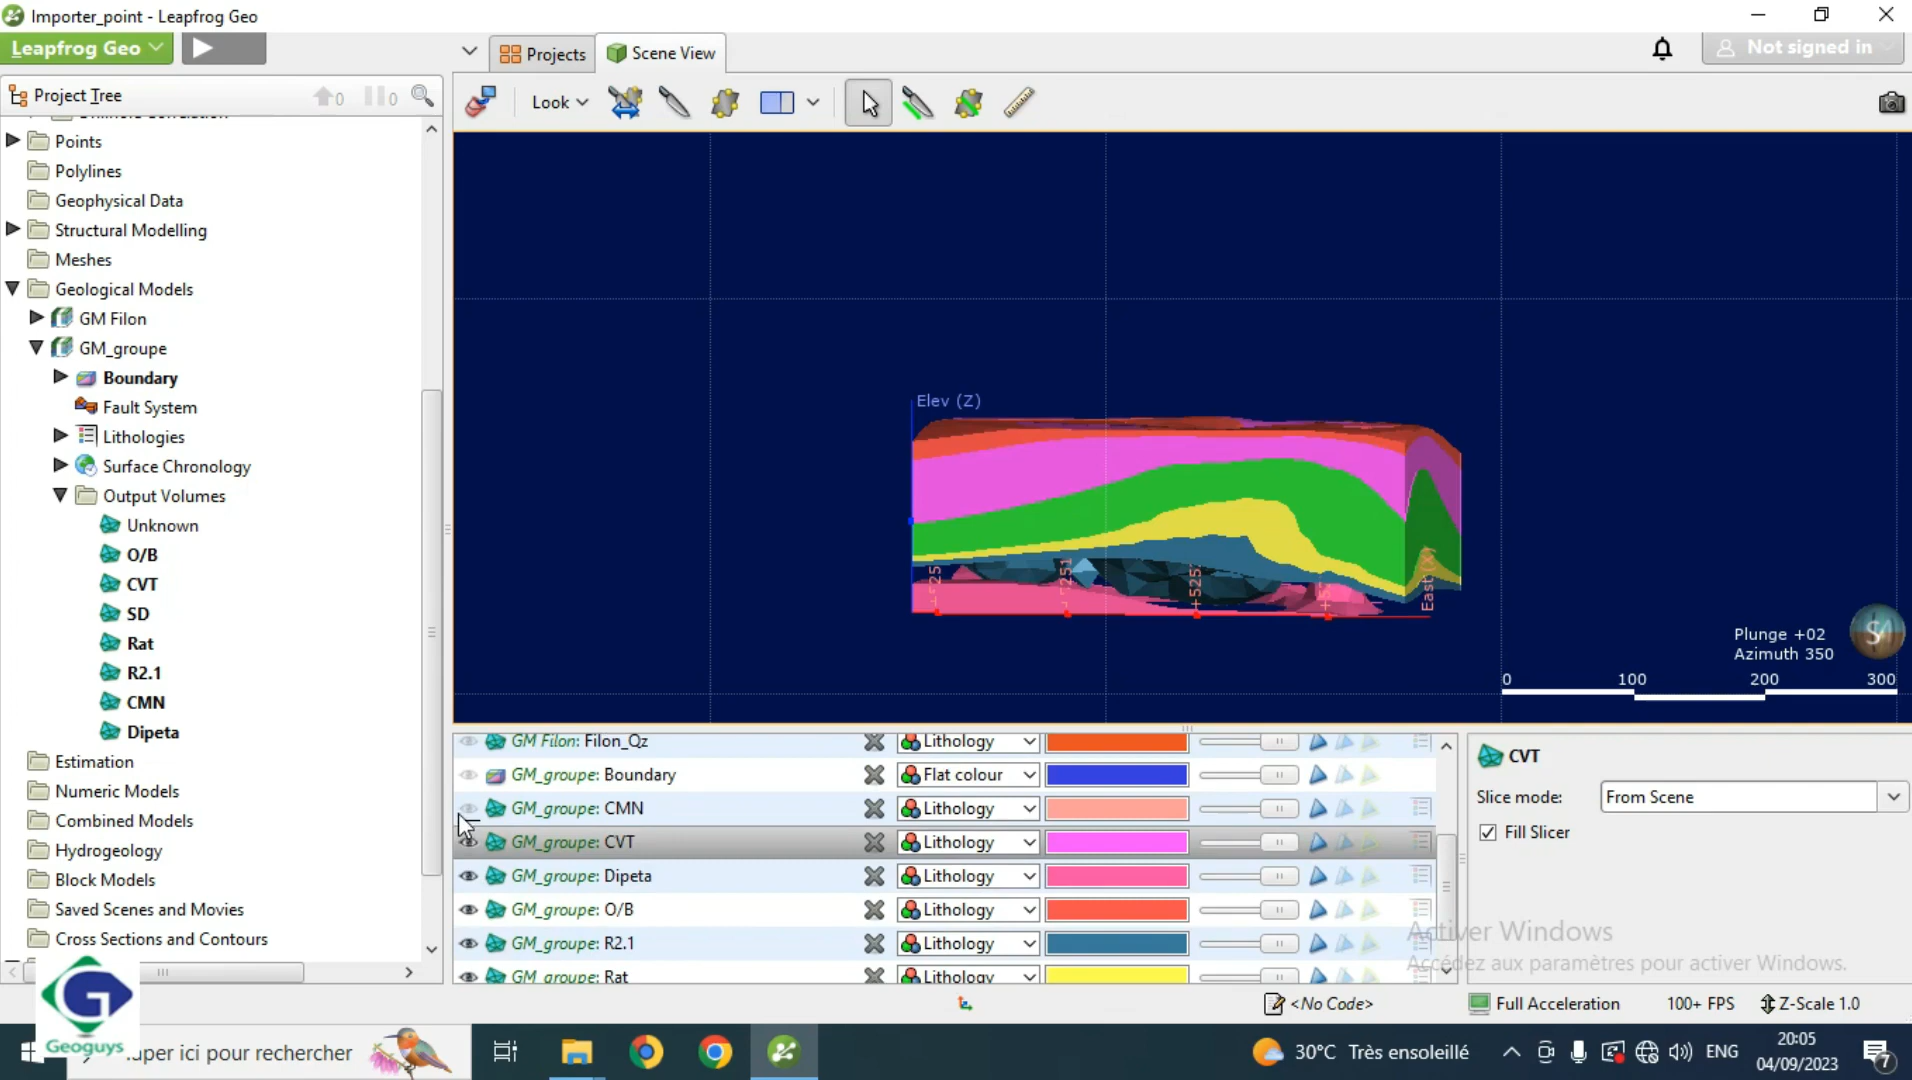 Importer_point - Leapfrog Geo
Leapfrog Geo
Projects
Scene View
Not signed in
Project Tree
0
0
Look
Points
Polylines
Geophysical Data
Structural Modelling
Meshes
Geological Models
GM Filon
GM_groupe
Boundary
Fault System
Lithologies
Surface Chronology
Output Volumes
Unknown
O/B
CVT
SD
Rat
R2.1
CMN
Dipeta
Estimation
Numeric Models
Combined Models
Hydrogeology
Block Models
Saved Scenes and Movies
Cross Sections and Contours
Elev (Z)
East (X)
Plunge +02
Azimuth 350
0 100 200 300
GM Filon: Filon_Qz Lithology
GM_groupe: Boundary Flat colour
GM_groupe: CMN Lithology
GM_groupe: CVT Lithology
GM_groupe: Dipeta Lithology
GM_groupe: O/B Lithology
GM_groupe: R2.1 Lithology
GM_groupe: Rat Lithology
CVT
Slice mode: From Scene
Fill Slicer
Activer Windows
Accédez aux paramètres pour activer Windows.
<No Code>
Full Acceleration
100+ FPS
Z-Scale 1.0
G
Geoguys
aper ici pour rechercher
30°C Très ensoleillé
ENG
20:05
04/09/2023
7